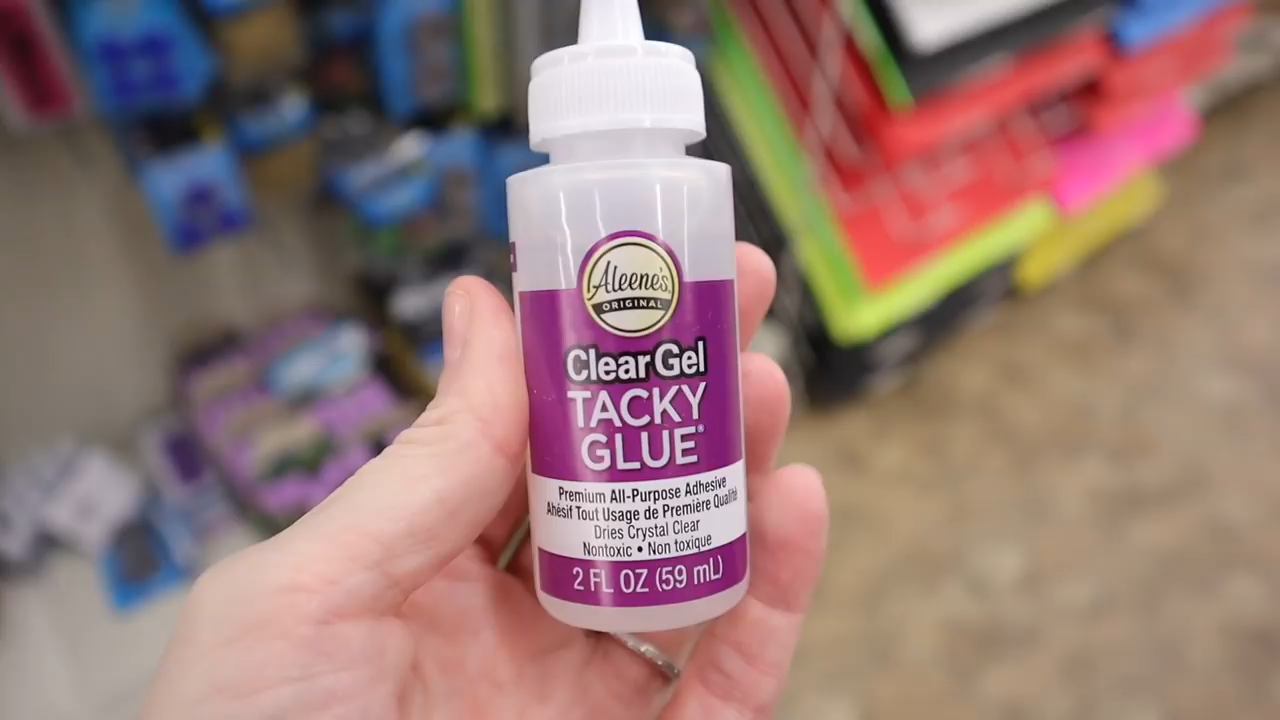 Aleene's
ORIGINAL
Clear Gel
TACKY
GLUE®
Premium All-Purpose Adhesive
Ahésif Tout Usage de Première Qualité
Dries Crystal Clear
Nontoxic • Non toxique
2 FL OZ (59 mL)